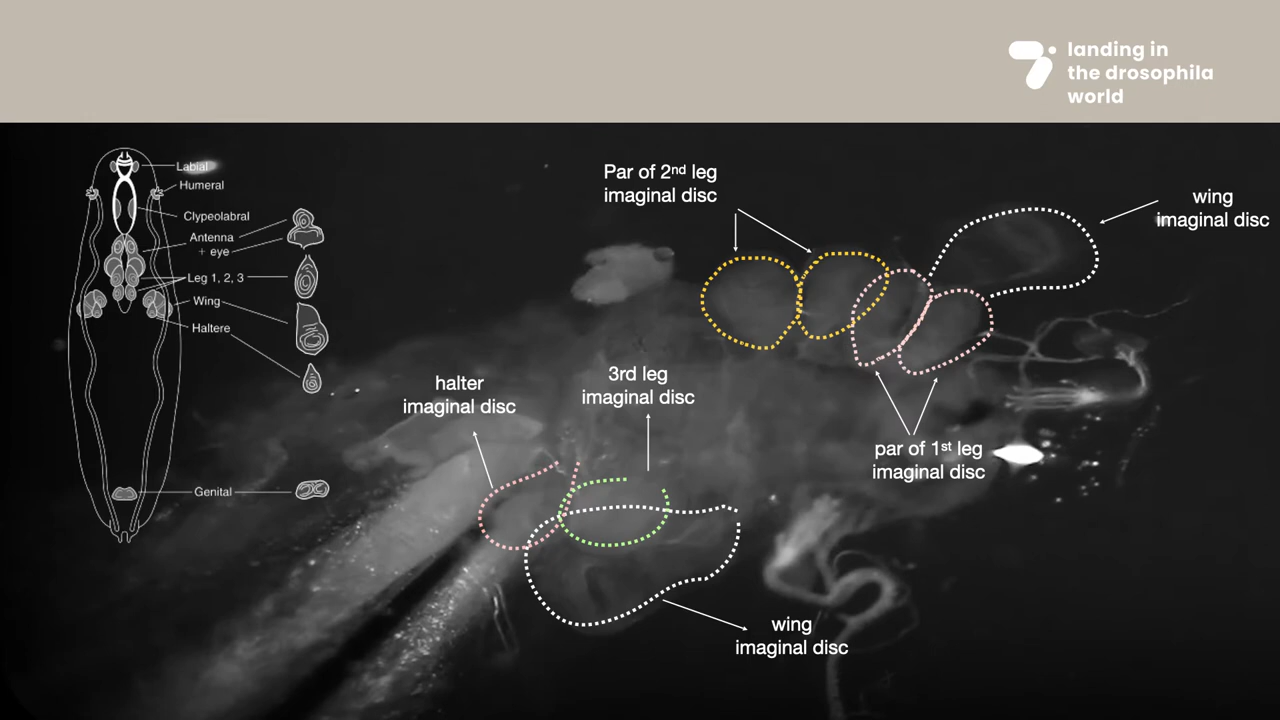 landing in
the drosophila
world
Labial
Humeral
Clypeolabral
Antenna
+ eye
Leg 1, 2, 3
Wing
Haltere
Genital
Par of 2nd leg
imaginal disc
wing
imaginal disc
halter
imaginal disc
3rd leg
imaginal disc
par of 1st leg
imaginal disc
wing
imaginal disc